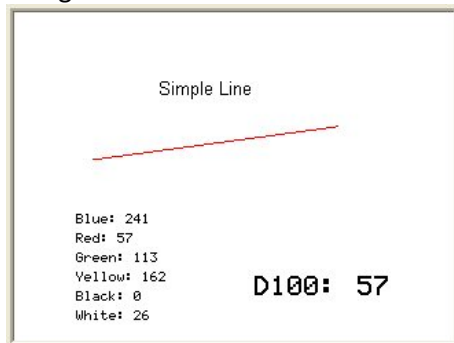 Simple Line
Blue: 241
Red: 57
Green: 113
Yellow: 162
Black: 0
White: 26
D100: 57